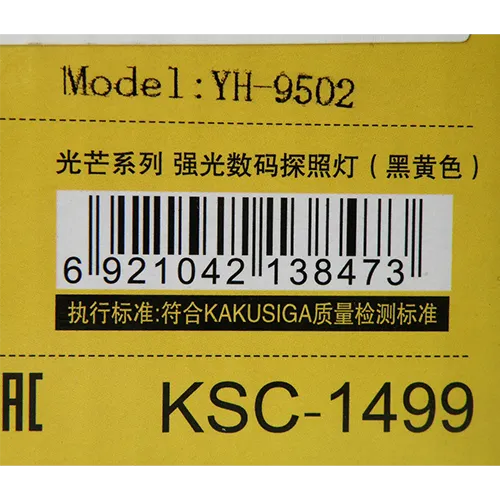 Model:YH-9502
光芒系列 强光数码探照灯(黑黄色)
6 921042 138473
执行标准:符合KAKUSIGA质量检测标准
EAC KSC-1499